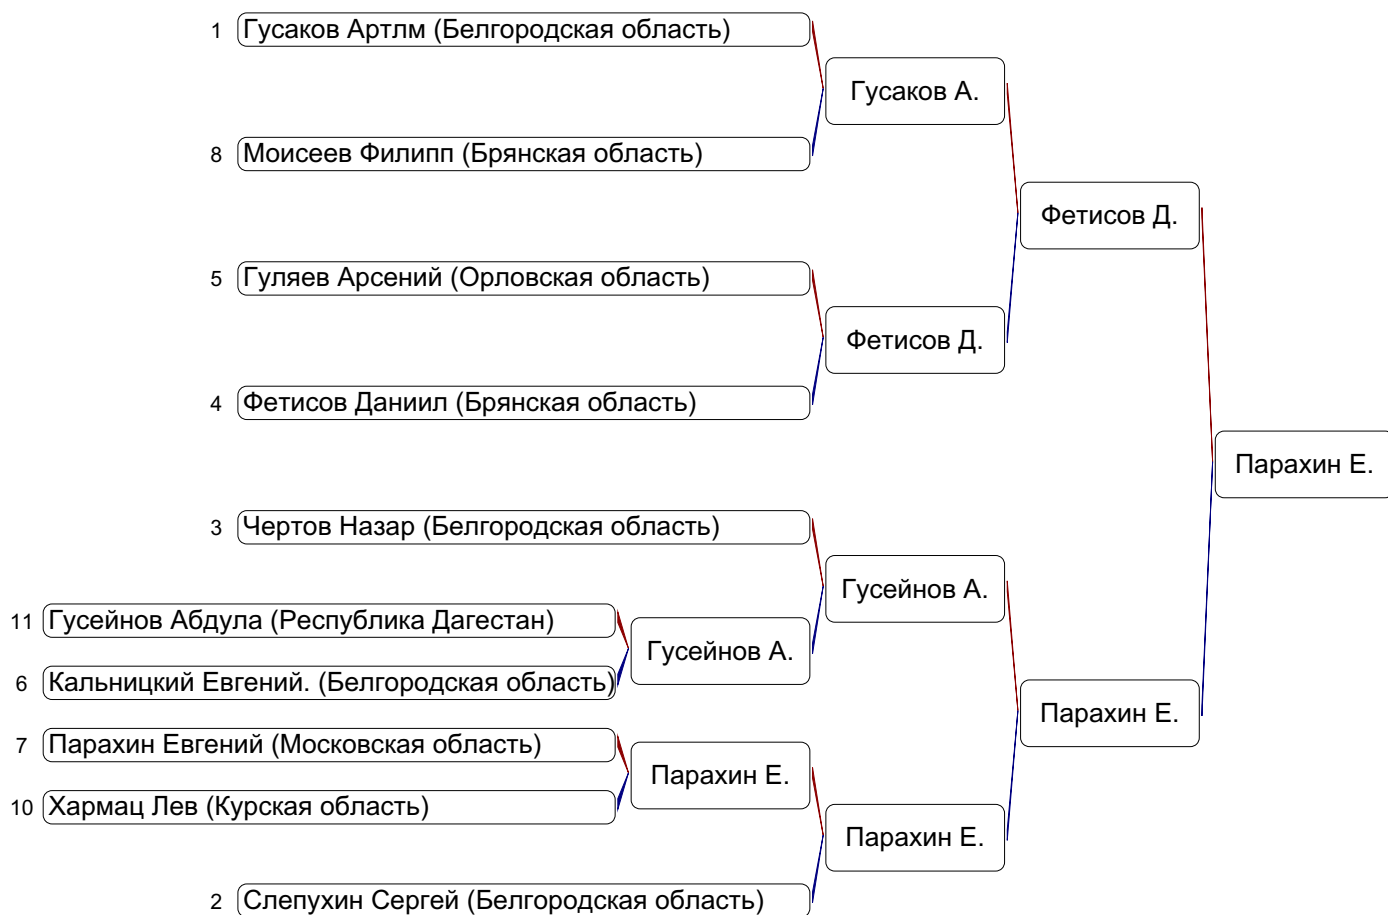 1 Гусаков Артлм (Белгородская область)
Гусаков А.
8 Моисеев Филипп (Брянская область)
Фетисов Д.
5 Гуляев Арсений (Орловская область)
Фетисов Д.
4 Фетисов Даниил (Брянская область)
Парахин Е.
3 Чертов Назар (Белгородская область)
Гусейнов А.
11 Гусейнов Абдула (Республика Дагестан)
Гусейнов А.
6 Кальницкий Евгений. (Белгородская область)
Парахин Е.
7 Парахин Евгений (Московская область)
Парахин Е.
10 Хармац Лев (Курская область)
Парахин Е.
2 Слепухин Сергей (Белгородская область)